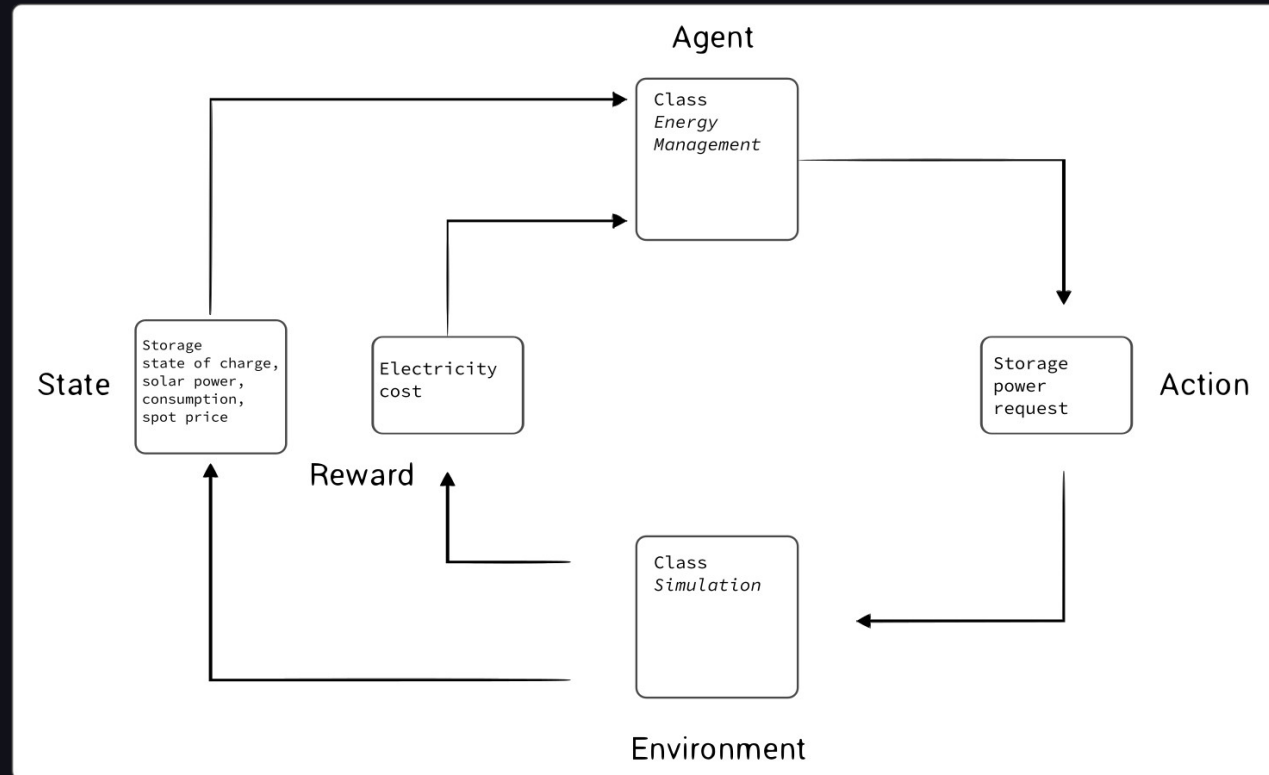 Agent
Class
Energy
Management
State
Storage
state of charge,
solar power,
consumption,
spot price
Electricity
cost
Reward
Storage
power
request
Action
Class
Simulation
Environment